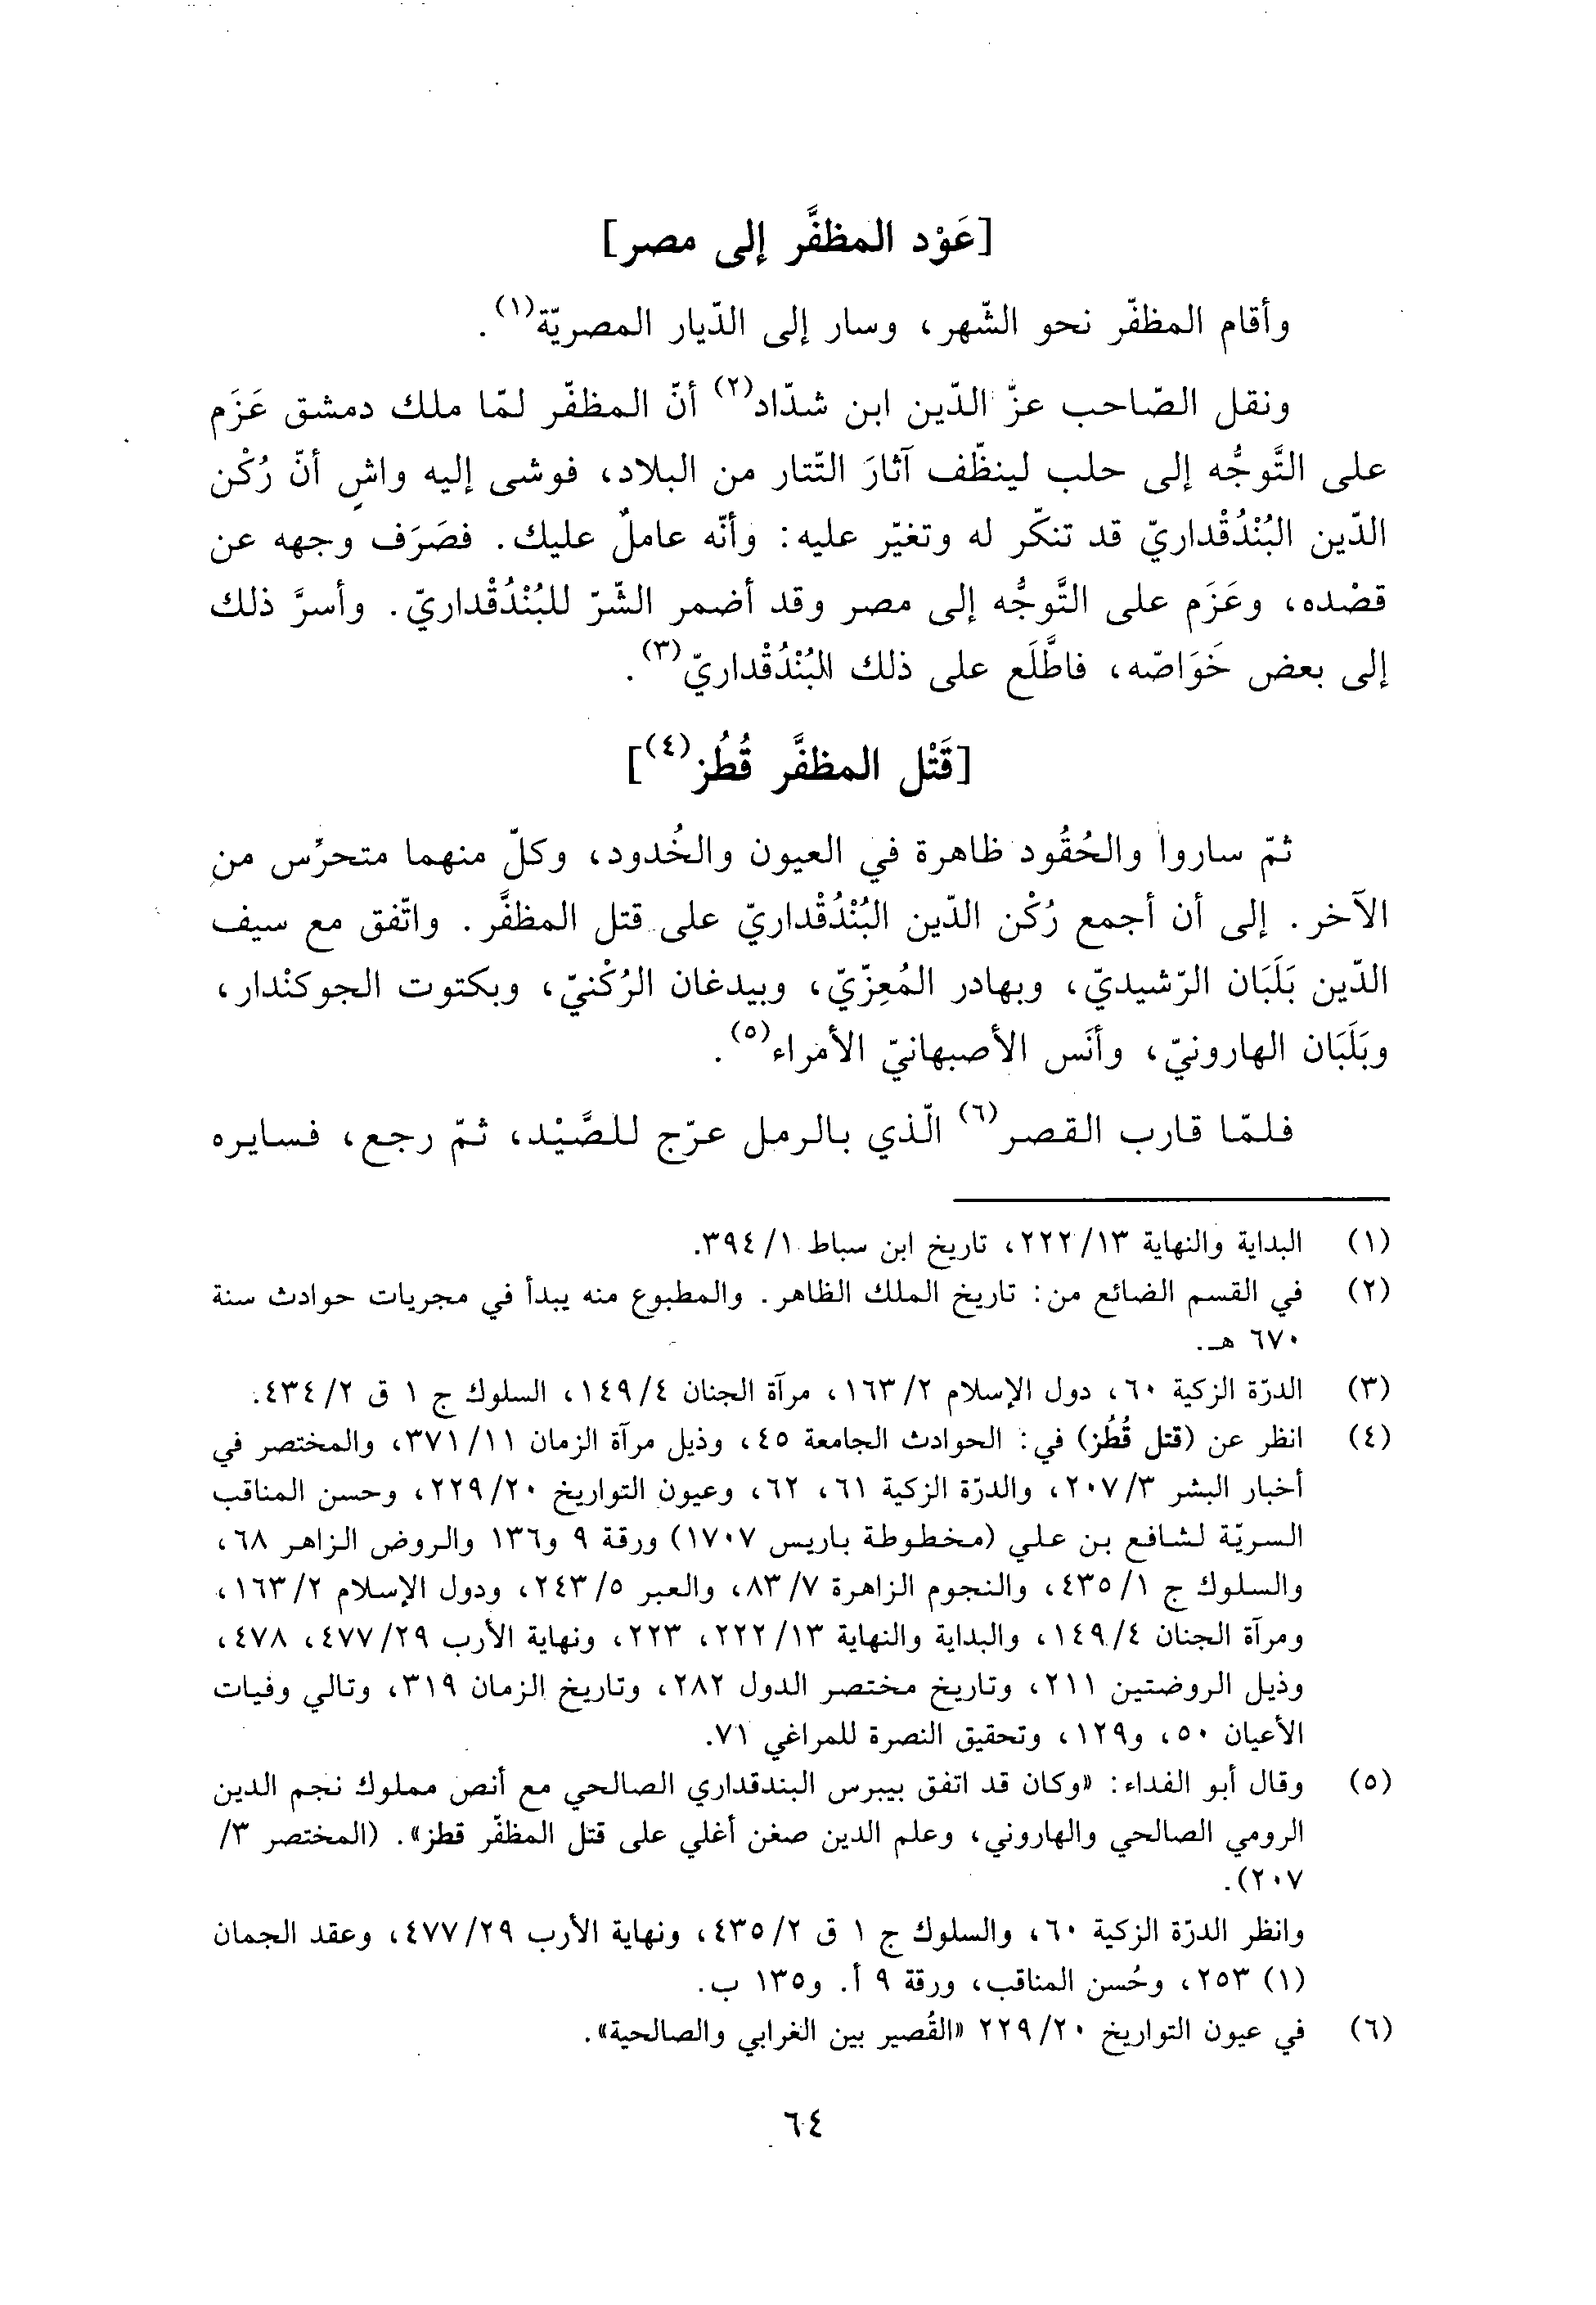 [عَوْد المظفَّر إلى مصر]
وأقام المظفّر نحو الشّهر، وسار إلى الدّيار المصريّة(١).
ونقل الصّاحب عزّ الدّين ابن شدّاد(٢) أنّ المظفّر لمّا ملك دمشق عَزَم
على التَّوجُّه إلى حلب لينظّف آثارَ التّتار من البلاد، فوشى إليه واشٍ أنّ رُكْن
الدّين البُنْدُقْداريّ قد تنكّر له وتغيّر عليه: وأنّه عاملٌ عليك. فصَرَف وجهه عن
قصْده، وعَزَم على التَّوجُّه إلى مصر وقد أضمر الشّرّ للبُنْدُقْداريّ. وأسرَّ ذلك
إلى بعض خَوَاصّه، فاطَّلَع على ذلك البُنْدُقْداريّ(٣).
[قَتْل المظفَّر قُطُز(٤)]
ثمّ ساروا والحُقُود ظاهرة في العيون والخُدود، وكلّ منهما متحرِّس من
الآخر. إلى أن أجمع رُكْن الدّين البُنْدُقْداريّ على قتل المظفَّر. واتّفق مع سيف
الدّين بَلَبَان الرّشيديّ، وبهادر المُعِزّيّ، وبيدغان الرُكْنيّ، وبكتوت الجوكنْدار،
وبَلَبَان الهارونيّ، وأنَس الأصبهانيّ الأمراء(٥).
فلمّا قارب القصر(٦) الّذي بالرمل عرّج للصَّيْد، ثمّ رجع، فسايره
(١) البداية والنهاية ١٣/ ٢٢٢، تاريخ ابن سباط ١/ ٣٩٤.
(٢) في القسم الضائع من: تاريخ الملك الظاهر. والمطبوع منه يبدأ في مجريات حوادث سنة
٦٧٠ هـ.
(٣) الدرّة الزكية ٦٠، دول الإسلام ٢/ ١٦٣، مرآة الجنان ٤/ ١٤٩، السلوك ج ١ ق ٢/ ٤٣٤.
(٤) انظر عن (قتل قُطُز) في: الحوادث الجامعة ٤٥، وذيل مرآة الزمان ١١/ ٣٧١، والمختصر في
أخبار البشر ٣/ ٢٠٧، والدرّة الزكية ٦١، ٦٢، وعيون التواريخ ٢٠/ ٢٢٩، وحسن المناقب
السريّة لشافع بن علي (مخطوطة باريس ١٧٠٧) ورقة ٩ و١٣٦ والروض الزاهر ٦٨،
والسلوك ج ١/ ٤٣٥، والنجوم الزاهرة ٧/ ٨٣، والعبر ٥/ ٢٤٣، ودول الإسلام ٢/ ١٦٣،
ومرآة الجنان ٤/ ١٤٩، والبداية والنهاية ١٣/ ٢٢٢، ٢٢٣، ونهاية الأرب ٢٩/ ٤٧٧، ٤٧٨،
وذيل الروضتين ٢١١، وتاريخ مختصر الدول ٢٨٢، وتاريخ الزمان ٣١٩، وتالي وفيات
الأعيان ٥٠، و١٢٩، وتحقيق النصرة للمراغي ٧١.
(٥) وقال أبو الفداء: «وكان قد اتفق بيبرس البندقداري الصالحي مع أنص مملوك نجم الدين
الرومي الصالحي والهاروني، وعلم الدين صغن أغلي على قتل المظفّر قطز». (المختصر ٣/
٢٠٧).
وانظر الدرّة الزكية ٦٠، والسلوك ج ١ ق ٢/ ٤٣٥، ونهاية الأرب ٢٩/ ٤٧٧، وعقد الجمان
(١) ٢٥٣، وحُسن المناقب، ورقة ٩ أ. و١٣٥ ب.
(٦) في عيون التواريخ ٢٠/ ٢٢٩ «القُصير بين الغرابي والصالحية».
٦٤